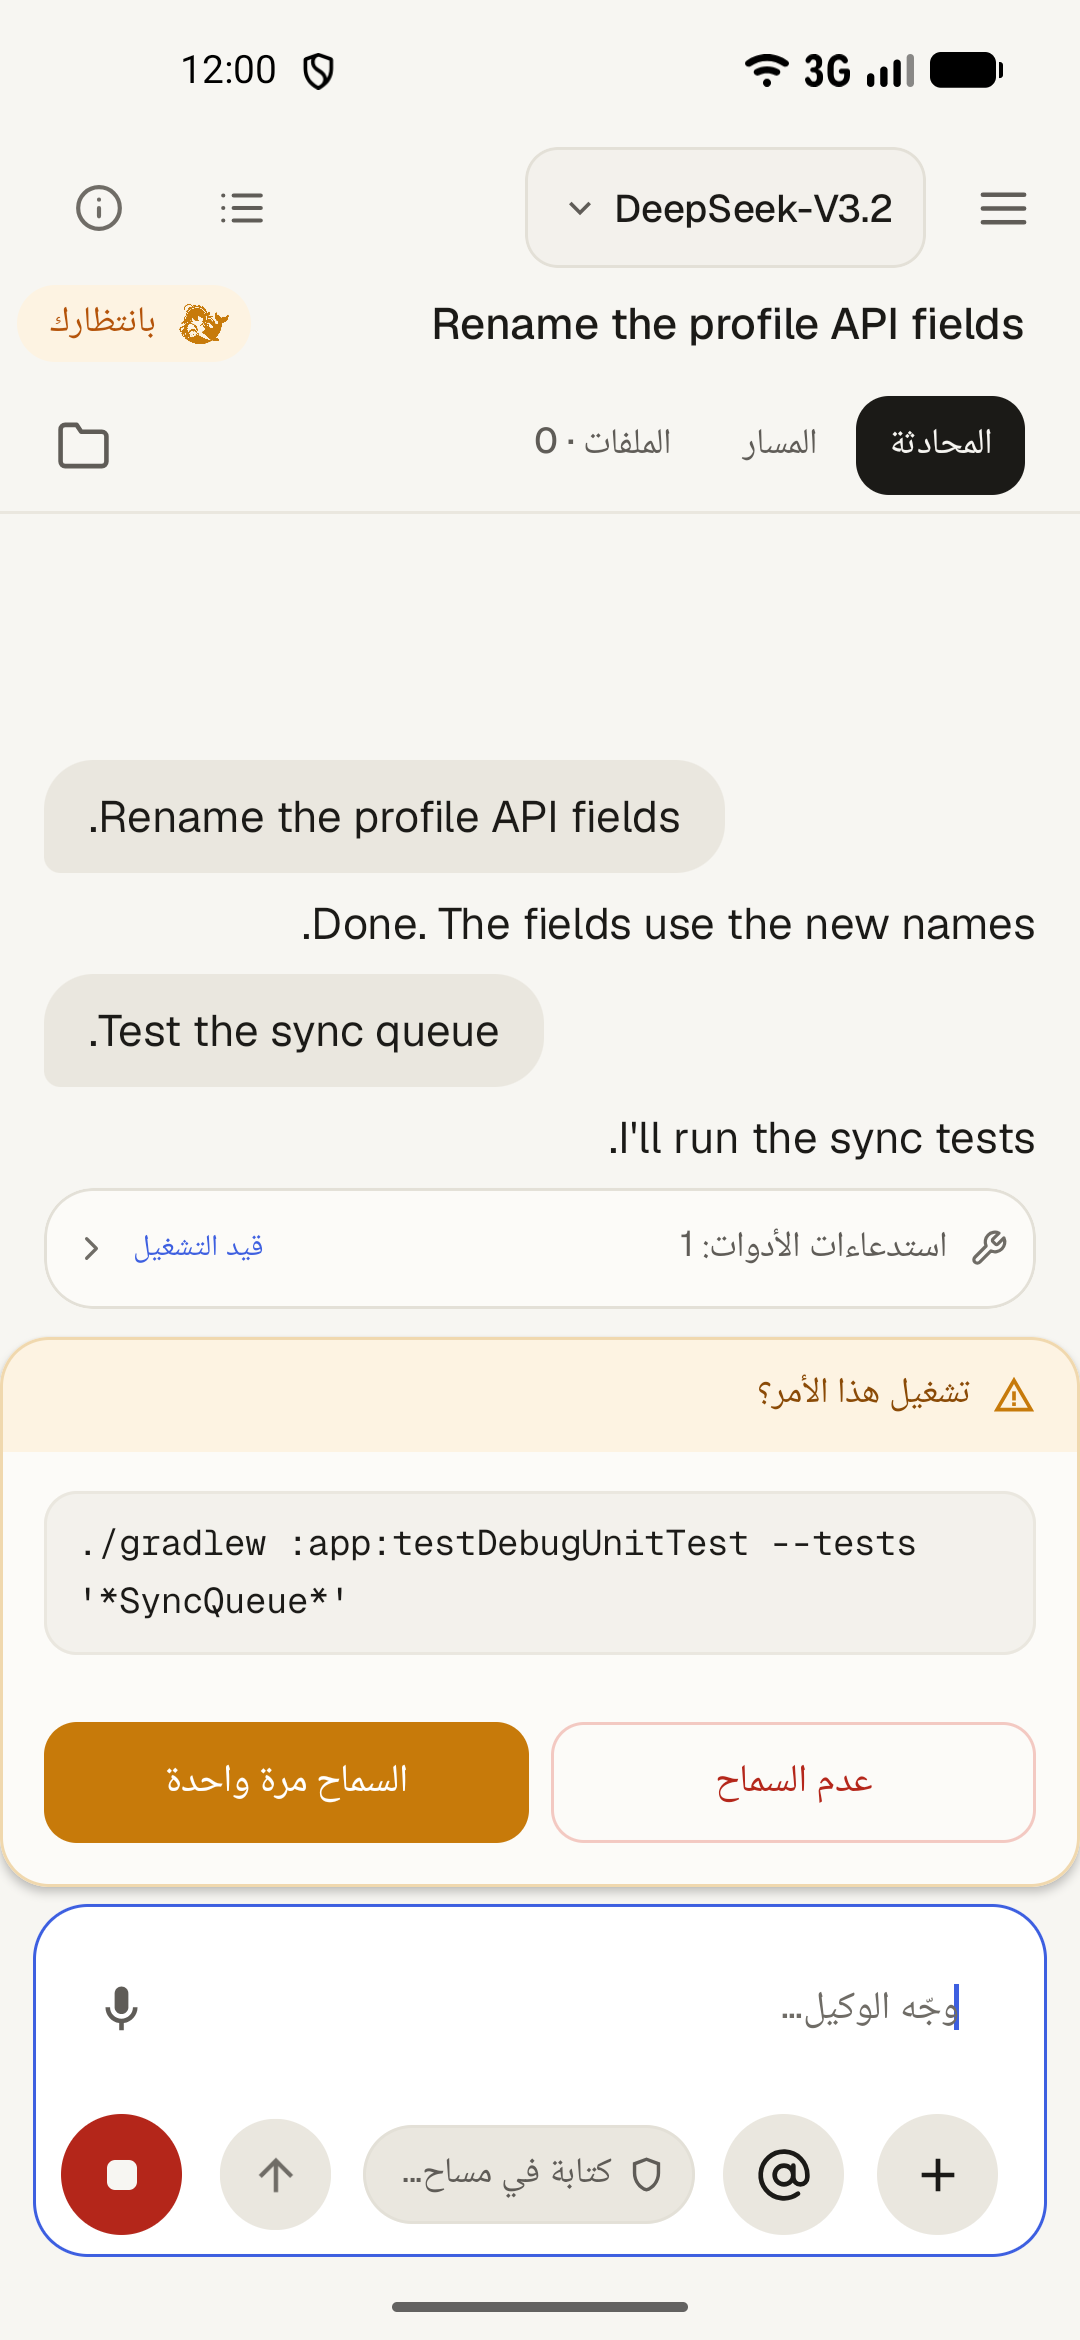 12:00
3G
DeepSeek-V3.2
Rename the profile API fields
بانتظارك
المحادثة
المسار
الملفات · 0
.Rename the profile API fields
.Done. The fields use the new names
.Test the sync queue
.I'll run the sync tests
استدعاءات الأدوات: 1
قيد التشغيل
تشغيل هذا الأمر؟
./gradlew :app:testDebugUnitTest --tests
'*SyncQueue*'
عدم السماح
السماح مرة واحدة
وجّه الوكيل...
كتابة في مساح...